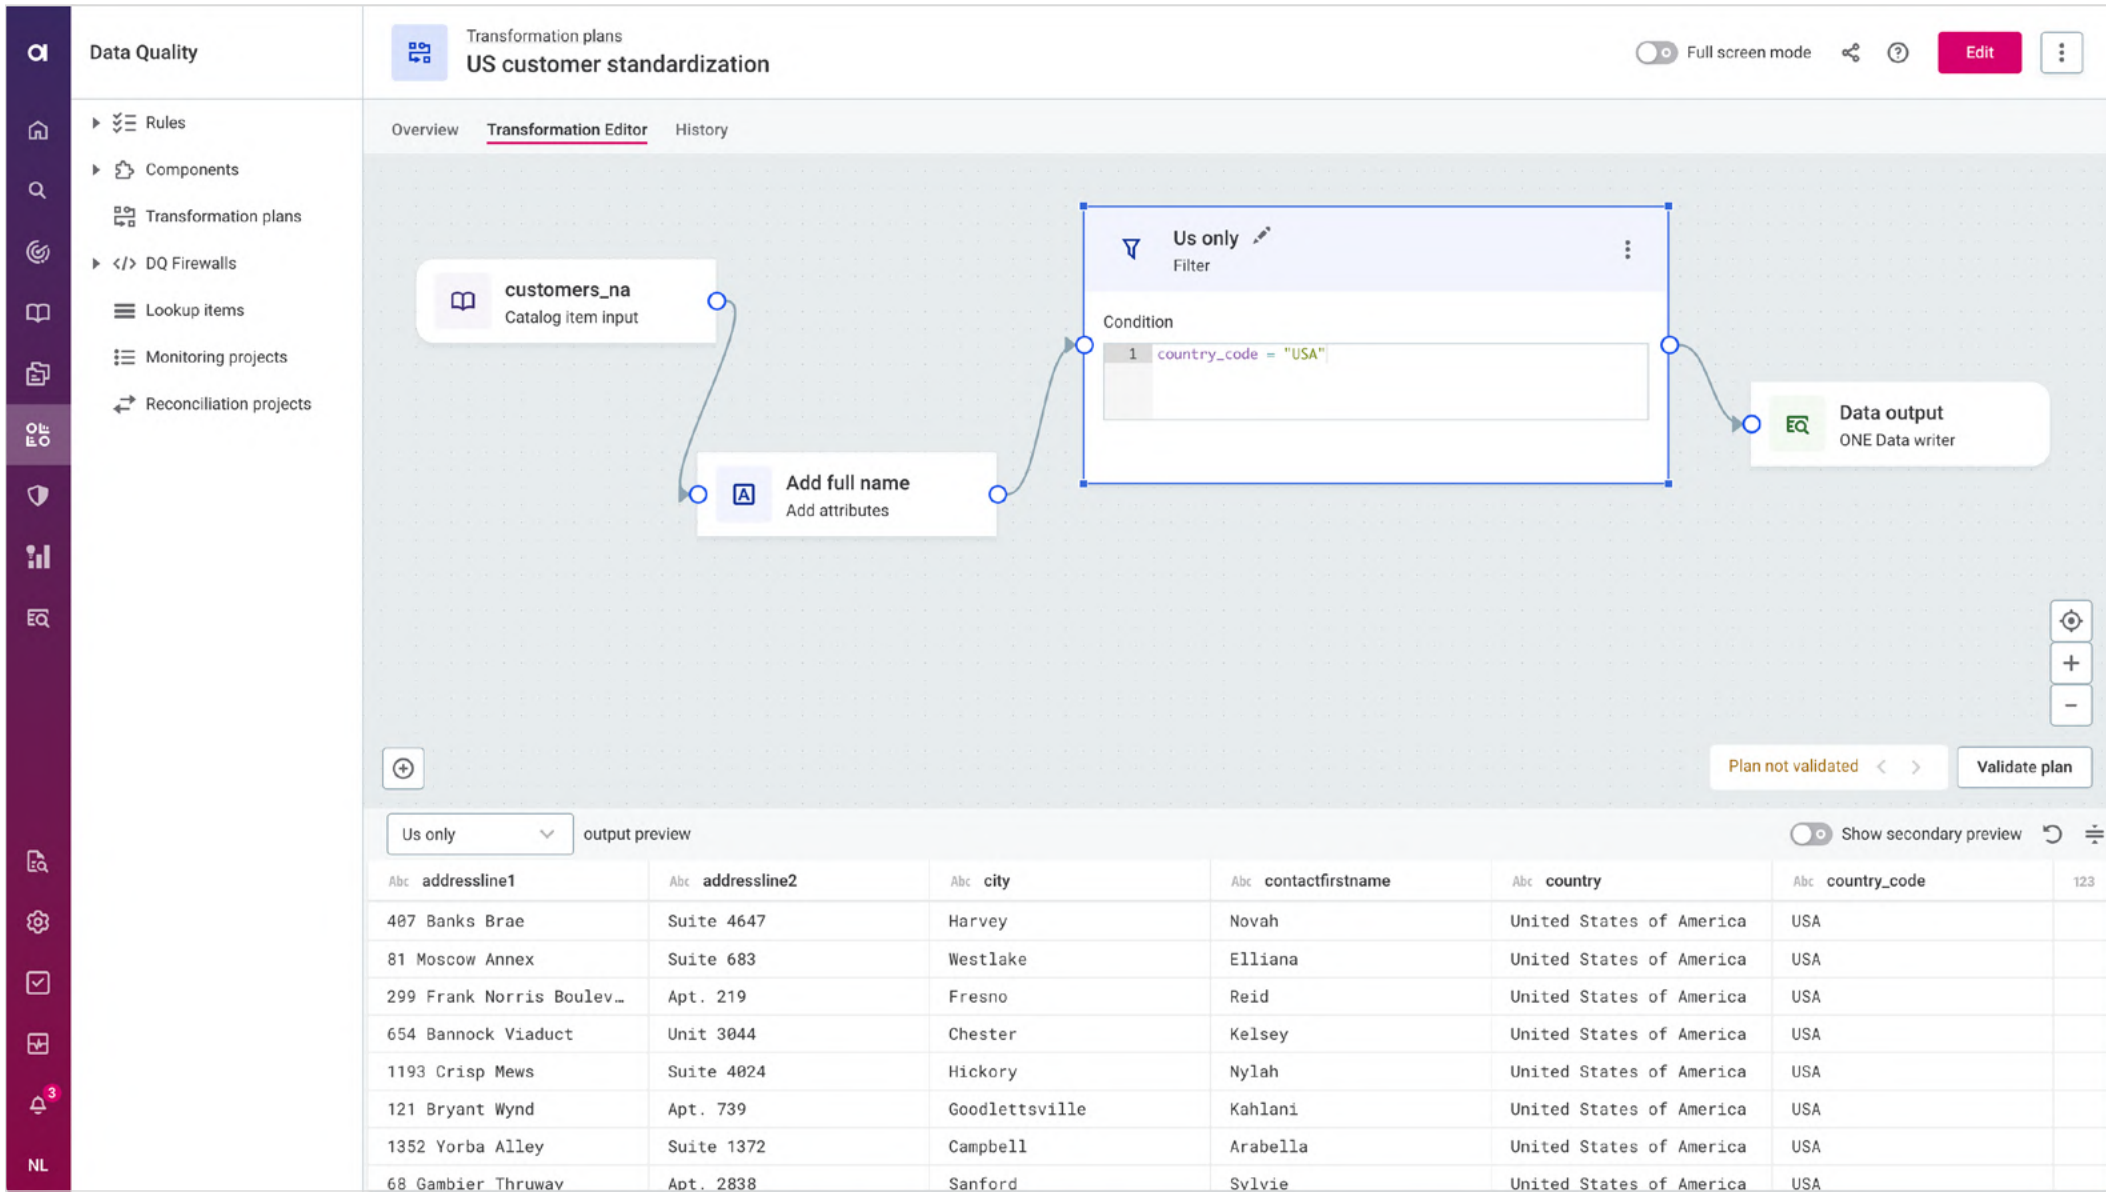 a
Data Quality
Transformation plans
US customer standardization
Full screen mode
Edit
Rules
Components
Transformation plans
DQ Firewalls
Lookup items
Monitoring projects
Reconciliation projects
3
NL
Overview
Transformation Editor
History
customers_na
Catalog item input
Add full name
Add attributes
Us only
Filter
Condition
1 country_code = "USA"
Data output
ONE Data writer
Plan not validated
Validate plan
Us only
output preview
Show secondary preview
Abc addressline1 Abc addressline2 Abc city Abc contactfirstname Abc country Abc country_code 123
407 Banks Brae Suite 4647 Harvey Novah United States of America USA
81 Moscow Annex Suite 683 Westlake Elliana United States of America USA
299 Frank Norris Boulev… Apt. 219 Fresno Reid United States of America USA
654 Bannock Viaduct Unit 3044 Chester Kelsey United States of America USA
1193 Crisp Mews Suite 4024 Hickory Nylah United States of America USA
121 Bryant Wynd Apt. 739 Goodlettsville Kahlani United States of America USA
1352 Yorba Alley Suite 1372 Campbell Arabella United States of America USA
68 Gambier Thruway Apt. 2838 Sanford Sylvie United States of America USA